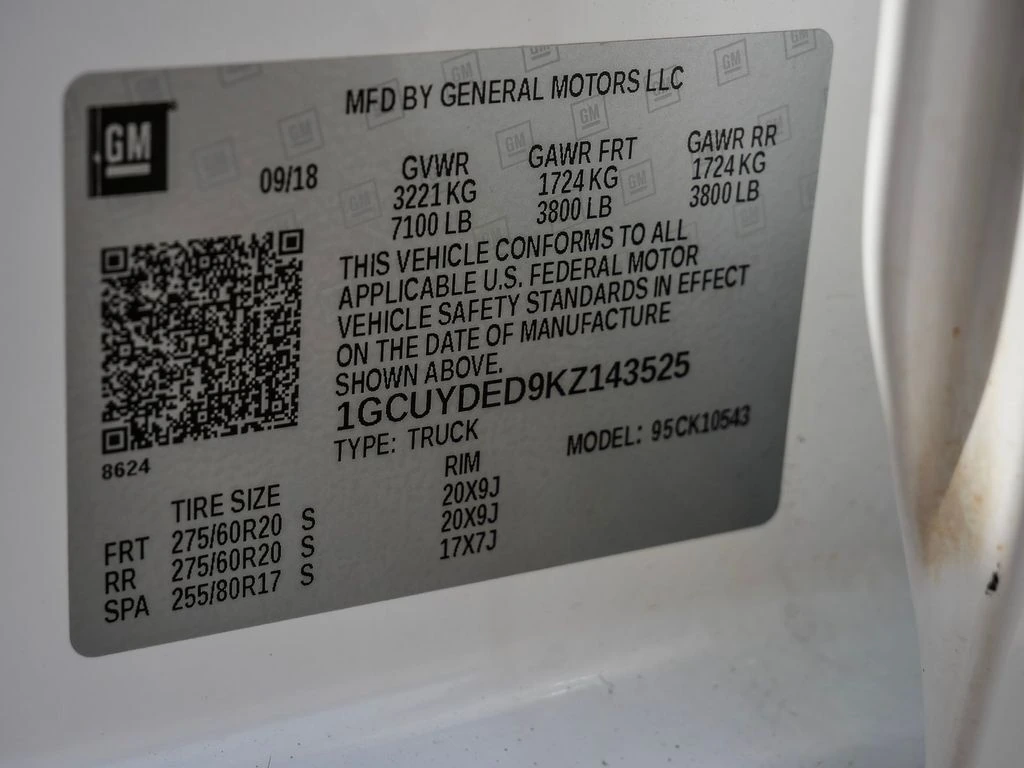 GM
MFD BY GENERAL MOTORS LLC
09/18
GVWR
3221 KG
7100 LB
GAWR FRT
1724 KG
3800 LB
GAWR RR
1724 KG
3800 LB
THIS VEHICLE CONFORMS TO ALL
APPLICABLE U.S. FEDERAL MOTOR
VEHICLE SAFETY STANDARDS IN EFFECT
ON THE DATE OF MANUFACTURE
SHOWN ABOVE.
1GCUYDED9KZ143525
TYPE: TRUCK
MODEL: 95CK10543
8624
TIRE SIZE RIM
FRT 275/60R20 S 20X9J
RR 275/60R20 S 20X9J
SPA 255/80R17 S 17X7J